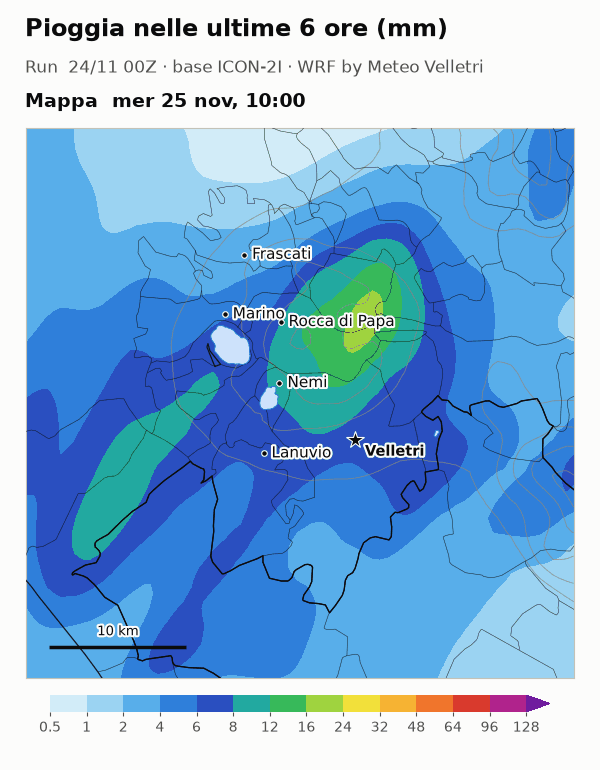 Pioggia nelle ultime 6 ore (mm)
Run  24/11 00Z · base ICON-2I · WRF by Meteo Velletri
Mappa  mer 25 nov, 10:00
Frascati
Marino
Rocca di Papa
Nemi
Velletri
Lanuvio
10 km
0.5 1 2 4 6 8 12 16 24 32 48 64 96 128